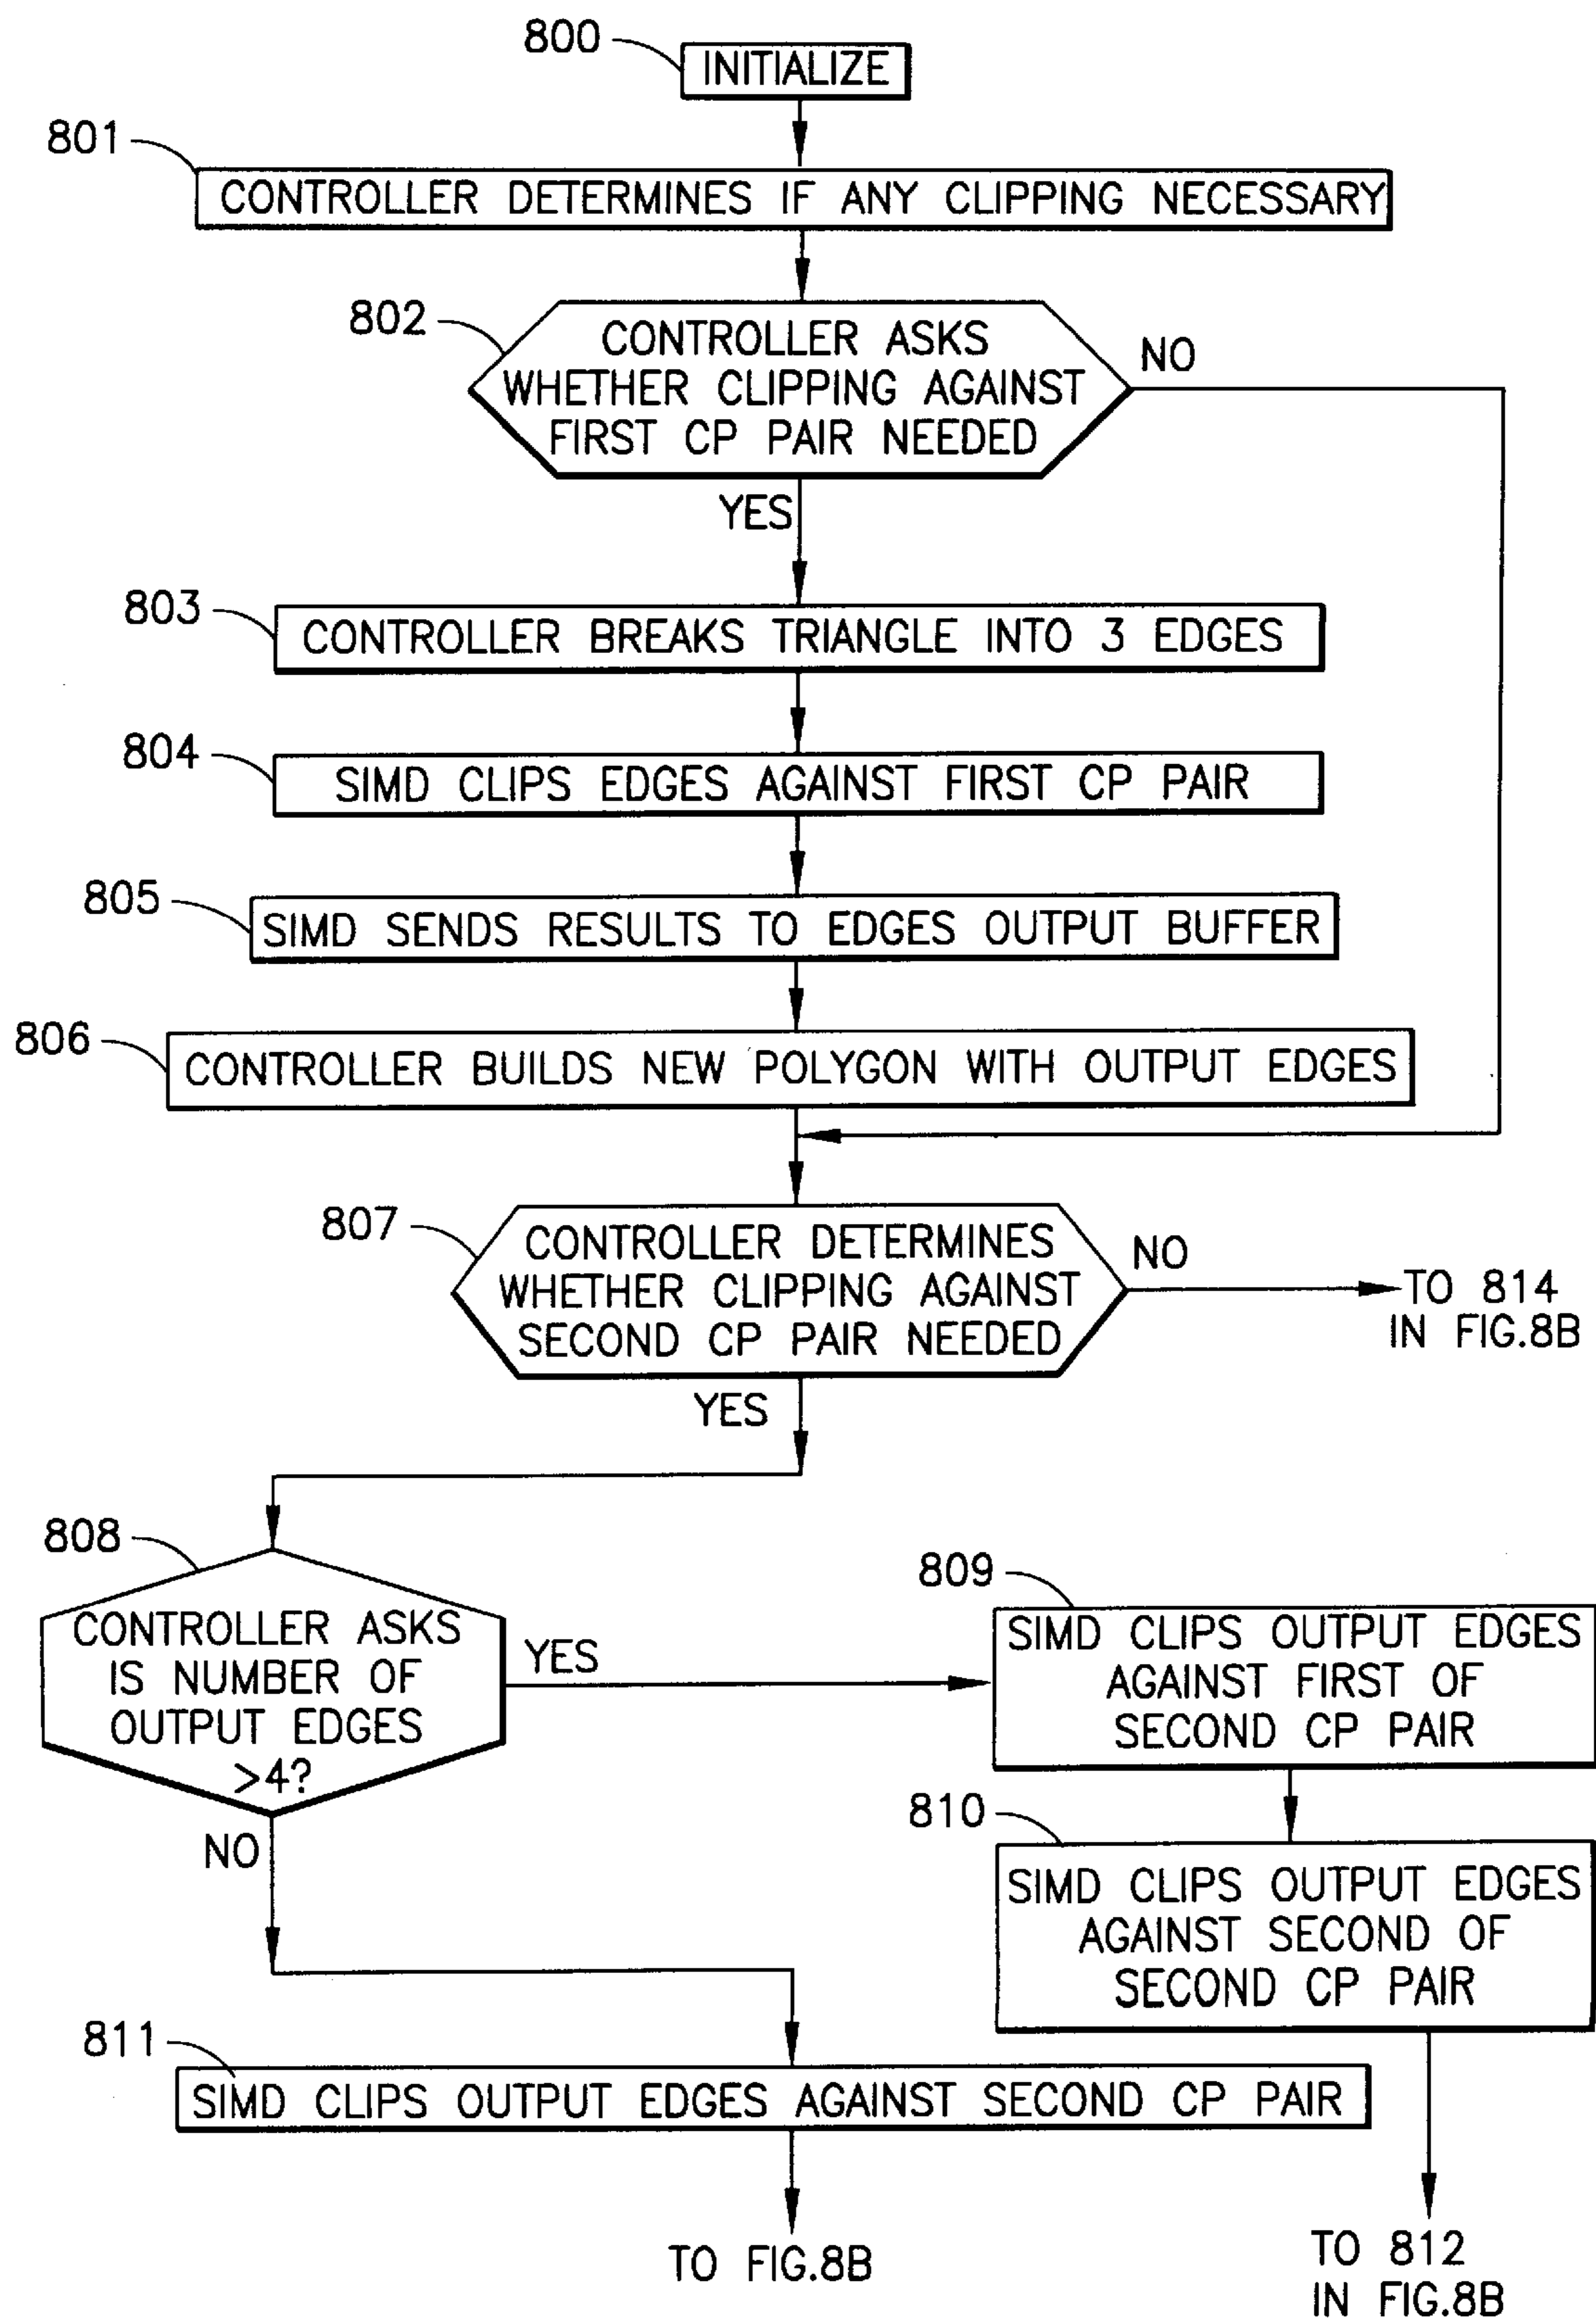 800
INITIALIZE
801
CONTROLLER DETERMINES IF ANY CLIPPING NECESSARY
802
CONTROLLER ASKS
WHETHER CLIPPING AGAINST
FIRST CP PAIR NEEDED
NO
YES
803
CONTROLLER BREAKS TRIANGLE INTO 3 EDGES
804
SIMD CLIPS EDGES AGAINST FIRST CP PAIR
805
SIMD SENDS RESULTS TO EDGES OUTPUT BUFFER
806
CONTROLLER BUILDS NEW POLYGON WITH OUTPUT EDGES
807
CONTROLLER DETERMINES
WHETHER CLIPPING AGAINST
SECOND CP PAIR NEEDED
NO
TO 814
IN FIG.8B
YES
808
CONTROLLER ASKS
IS NUMBER OF
OUTPUT EDGES
>4?
YES
809
SIMD CLIPS OUTPUT EDGES
AGAINST FIRST OF
SECOND CP PAIR
NO
810
SIMD CLIPS OUTPUT EDGES
AGAINST SECOND OF
SECOND CP PAIR
811
SIMD CLIPS OUTPUT EDGES AGAINST SECOND CP PAIR
TO FIG.8B
TO 812
IN FIG.8B